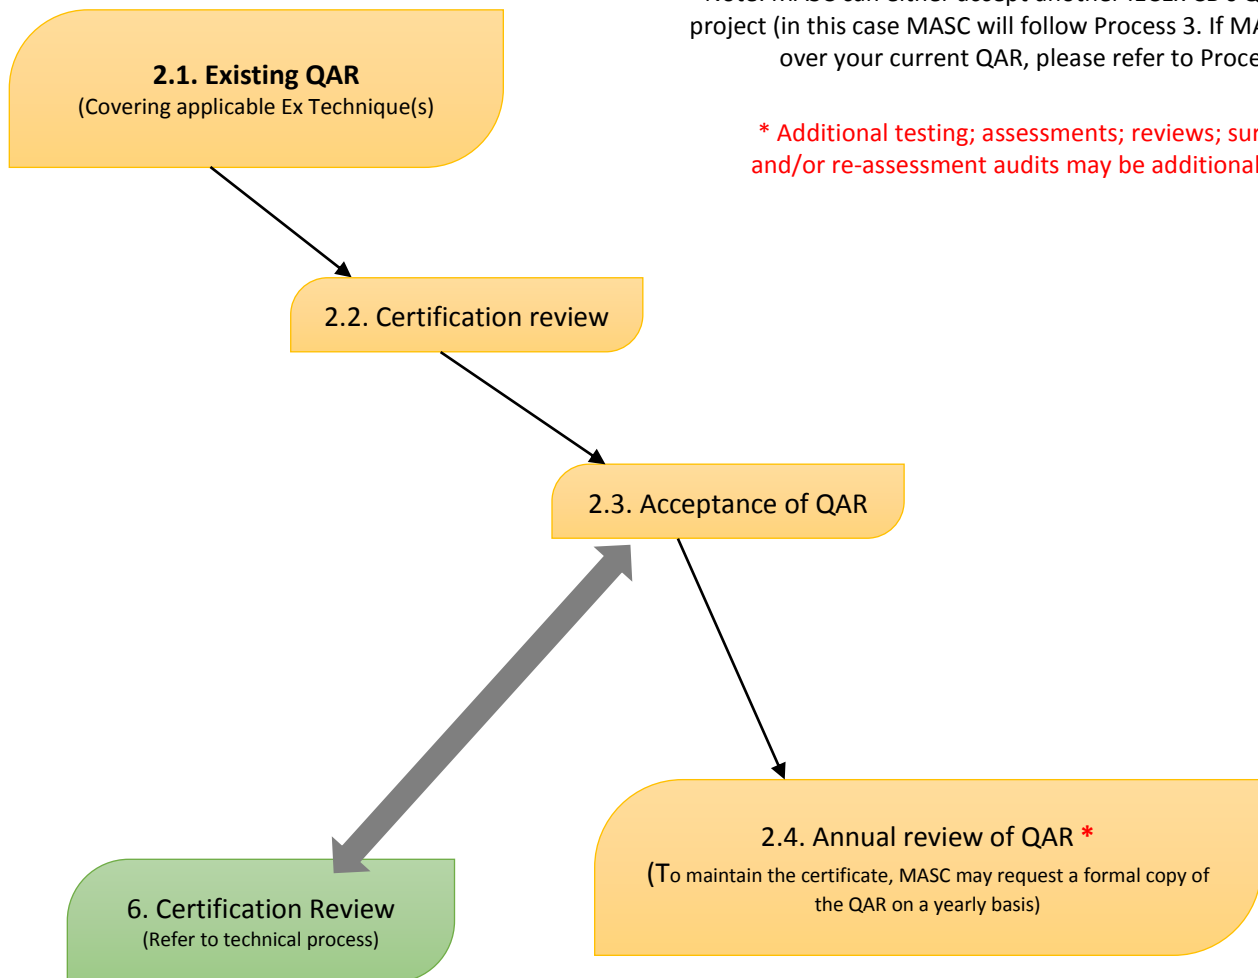 project (in this case MASC will follow Process 3. If
over your current QAR, please refer to
* Additional testing; assessments; reviews;
and/or re-assessment audits may be additional
2.1. Existing QAR
(Covering applicable Ex Technique(s)
2.2. Certification review
2.3. Acceptance of QAR
2.4. Annual review of QAR *
(To maintain the certificate, MASC may request a formal copy of
the QAR on a yearly basis)
6. Certification Review
(Refer to technical process)